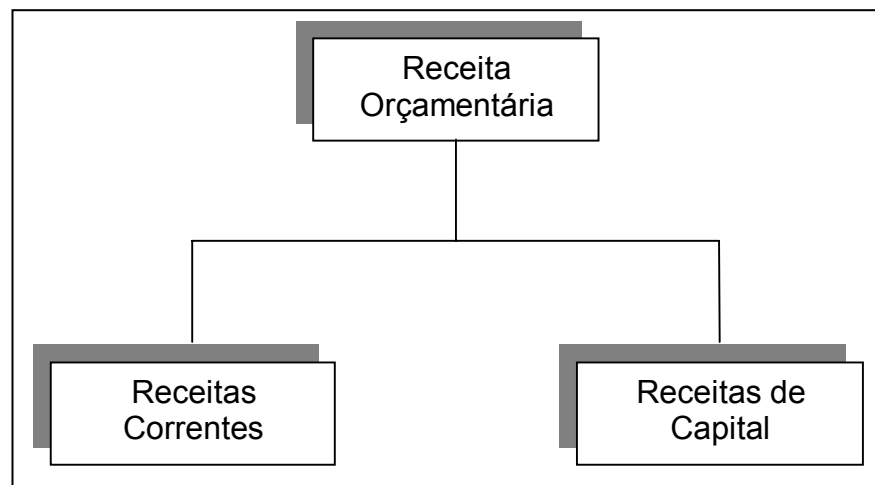 Receita
Orçamentária
Receitas
Correntes
Receitas de
Capital